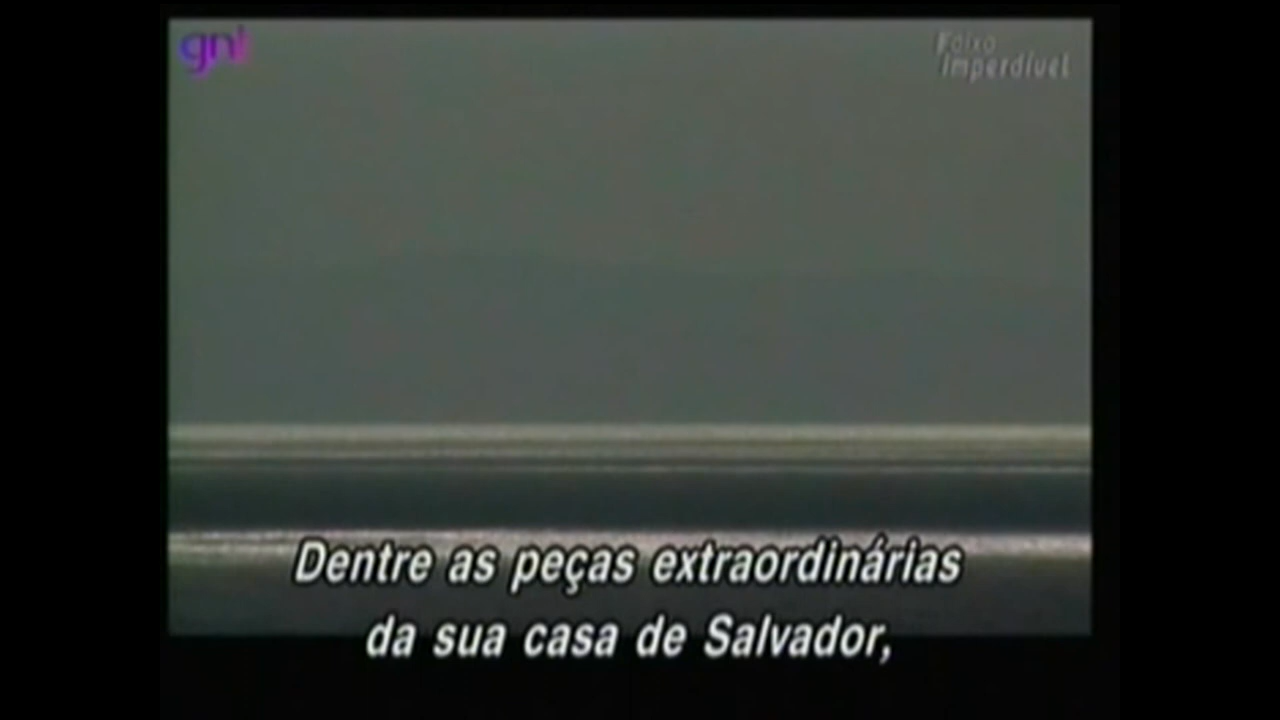 gnt
Faixa
Imperdível
Dentre as peças extraordinárias
da sua casa de Salvador,